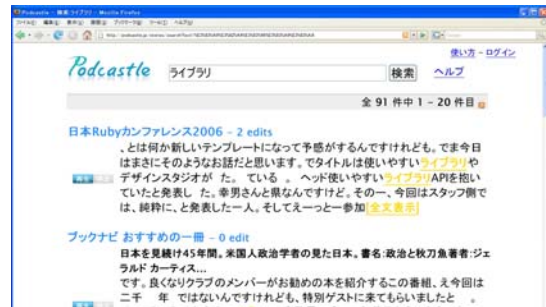 Podcastle
ライブラリ
検索
使い方 - ログイン
ヘルプ
全 91 件中 1 - 20 件目
日本Rubyカンファレンス2006 - 2 edits
、とは何か新しいテンプレートになって予感がするんですけれども。でま今日
はまさにそのようなお話だと思います。でタイトルは使いやすいライブラリや
デザインスタジオが た。 ている 。 ヘッド使いやすいライブラリAPIを抱い
ていたと発表し た。幸男さんと県なんですけど。その一、今回はスタッフ側で
は、純粋に、と発表した一人。そしてえーっと一参加[全文表示]
ブックナビ おすすめの一冊 - 0 edit
日本を見続け45年間。米国人政治学者の見た日本。書名:政治と秋刀魚著者:ジェ
ラルド カーティス...
です。良くなりクラブのメンバーがお勧めの本を紹介するこの番組、え今回は
二千 年 ではないんですけれども、特別ゲストに来てもらいましたと 。